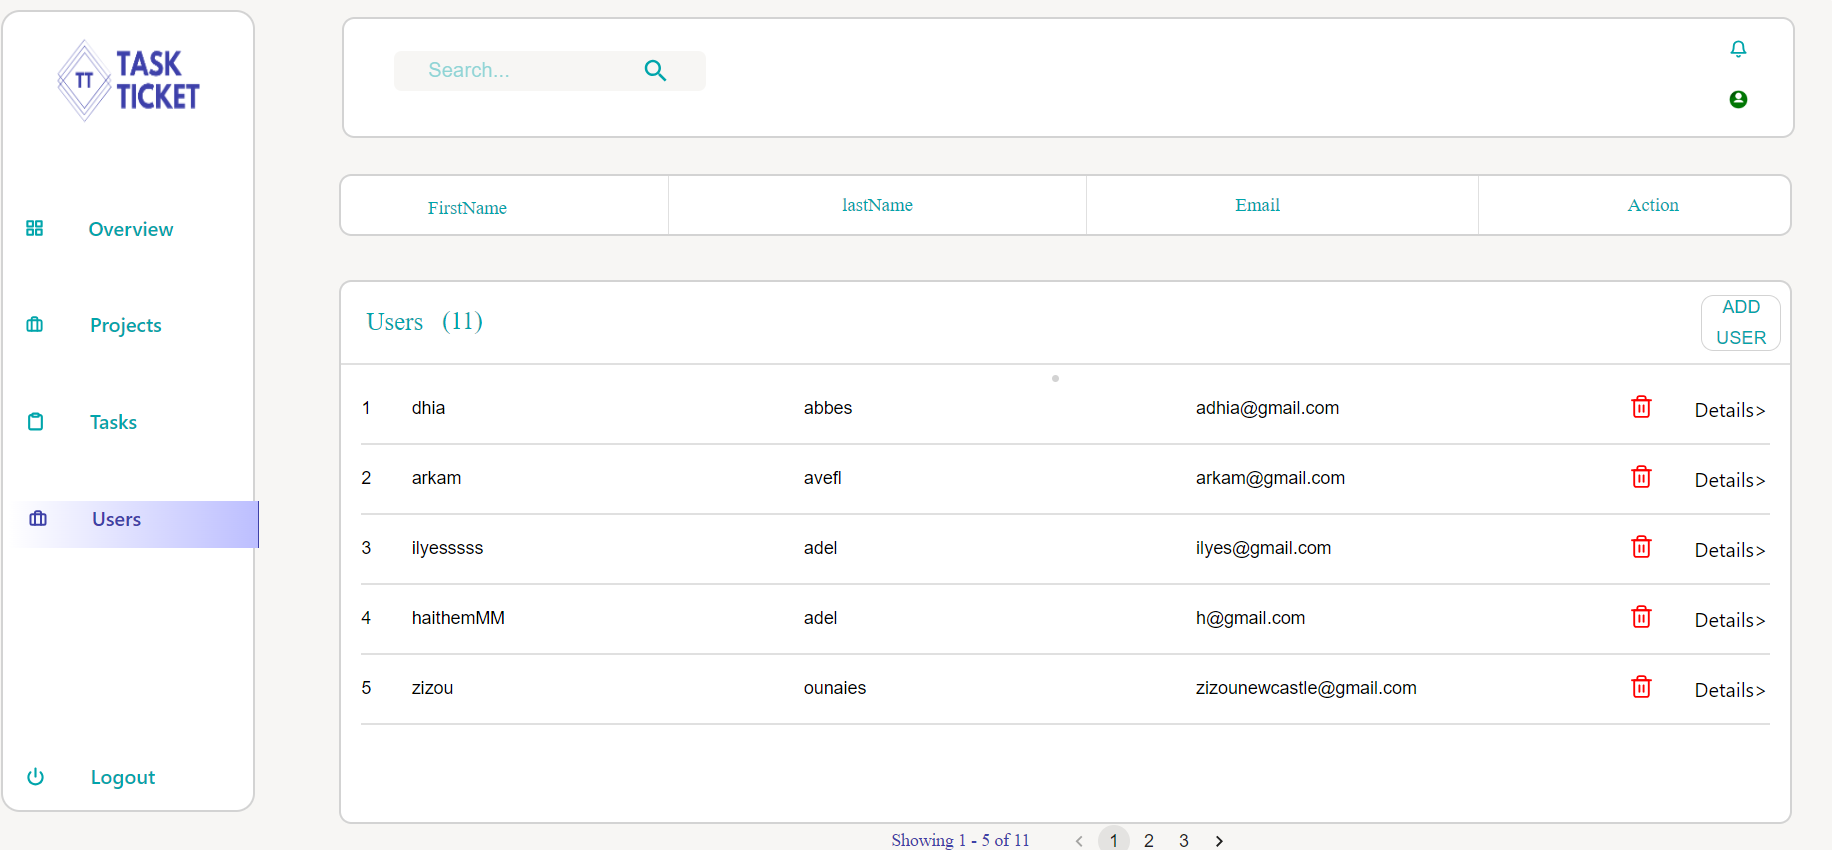 TT
TASK
TICKET
Overview
Projects
Tasks
Users
Logout
Search...
FirstName lastName Email Action
Users (11)
ADD
USER
1 dhia abbes adhia@gmail.com Details>
2 arkam avefl arkam@gmail.com Details>
3 ilyesssss adel ilyes@gmail.com Details>
4 haithemMM adel h@gmail.com Details>
5 zizou ounaies zizounewcastle@gmail.com Details>
Showing 1 - 5 of 11 < 1 2 3 >